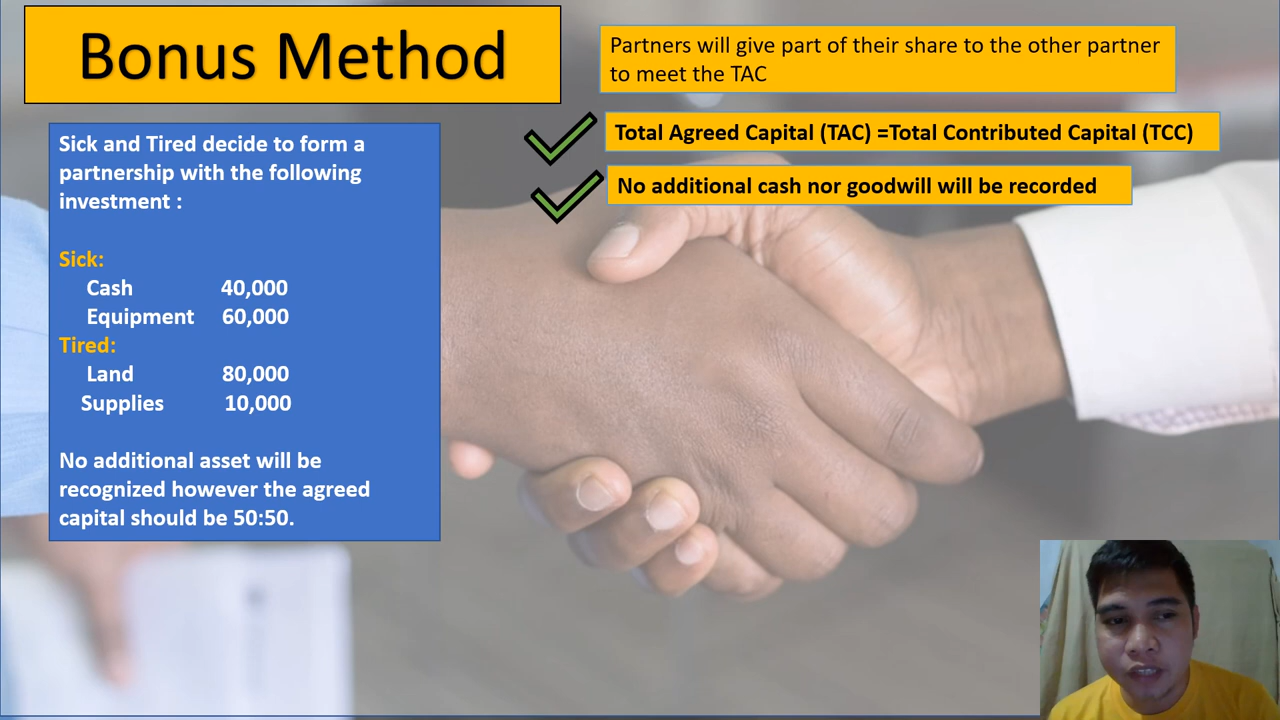 Bonus Method
Partners will give part of their share to the other partner
to meet the TAC
Total Agreed Capital (TAC) =Total Contributed Capital (TCC)
No additional cash nor goodwill will be recorded
Sick and Tired decide to form a
partnership with the following
investment :
Sick:
Cash 40,000
Equipment 60,000
Tired:
Land 80,000
Supplies 10,000
No additional asset will be
recognized however the agreed
capital should be 50:50.